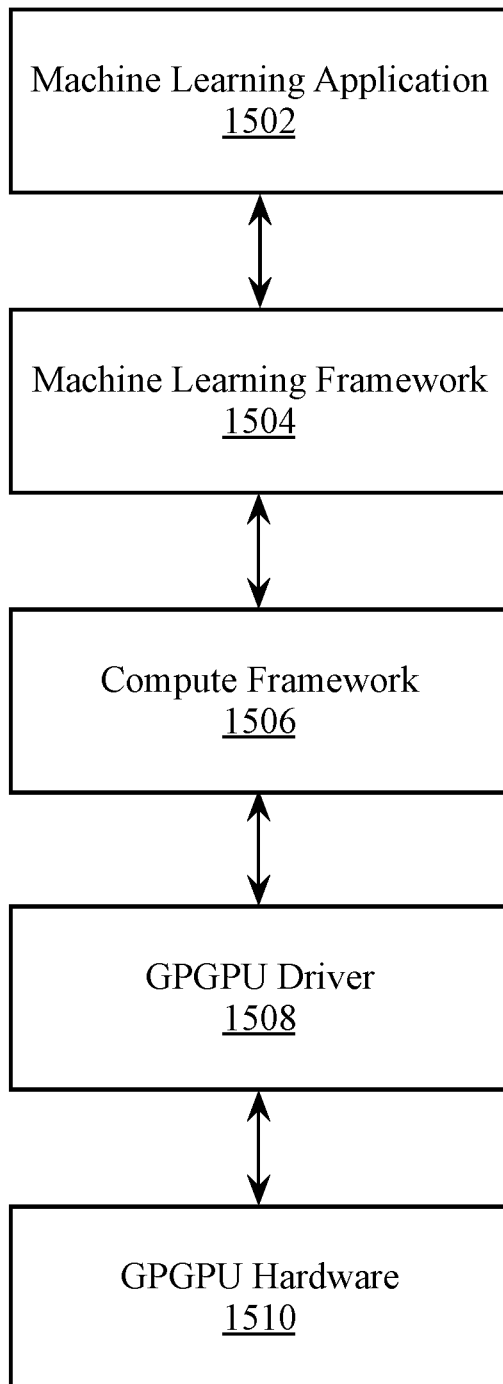 Machine Learning Application
1502
Machine Learning Framework
1504
Compute Framework
1506
GPGPU Driver
1508
GPGPU Hardware
1510